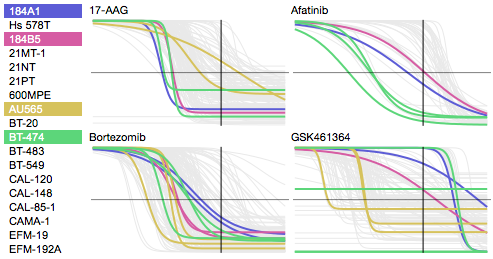 184A1
Hs 578T
184B5
21MT-1
21NT
21PT
600MPE
AU565
BT-20
BT-474
BT-483
BT-549
CAL-120
CAL-148
CAL-85-1
CAMA-1
EFM-19
EFM-192A
17-AAG
Afatinib
Bortezomib
GSK461364